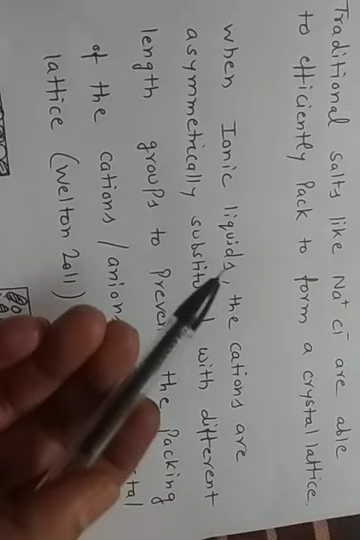 Traditional salts like Na⁺ Cl⁻ are able
to efficiently Pack to form a crystal lattice.
when Ionic liquids, the cations are
asymmetrically with different
length groups to the Packing
of the cations /
lattice (Welton 2011)